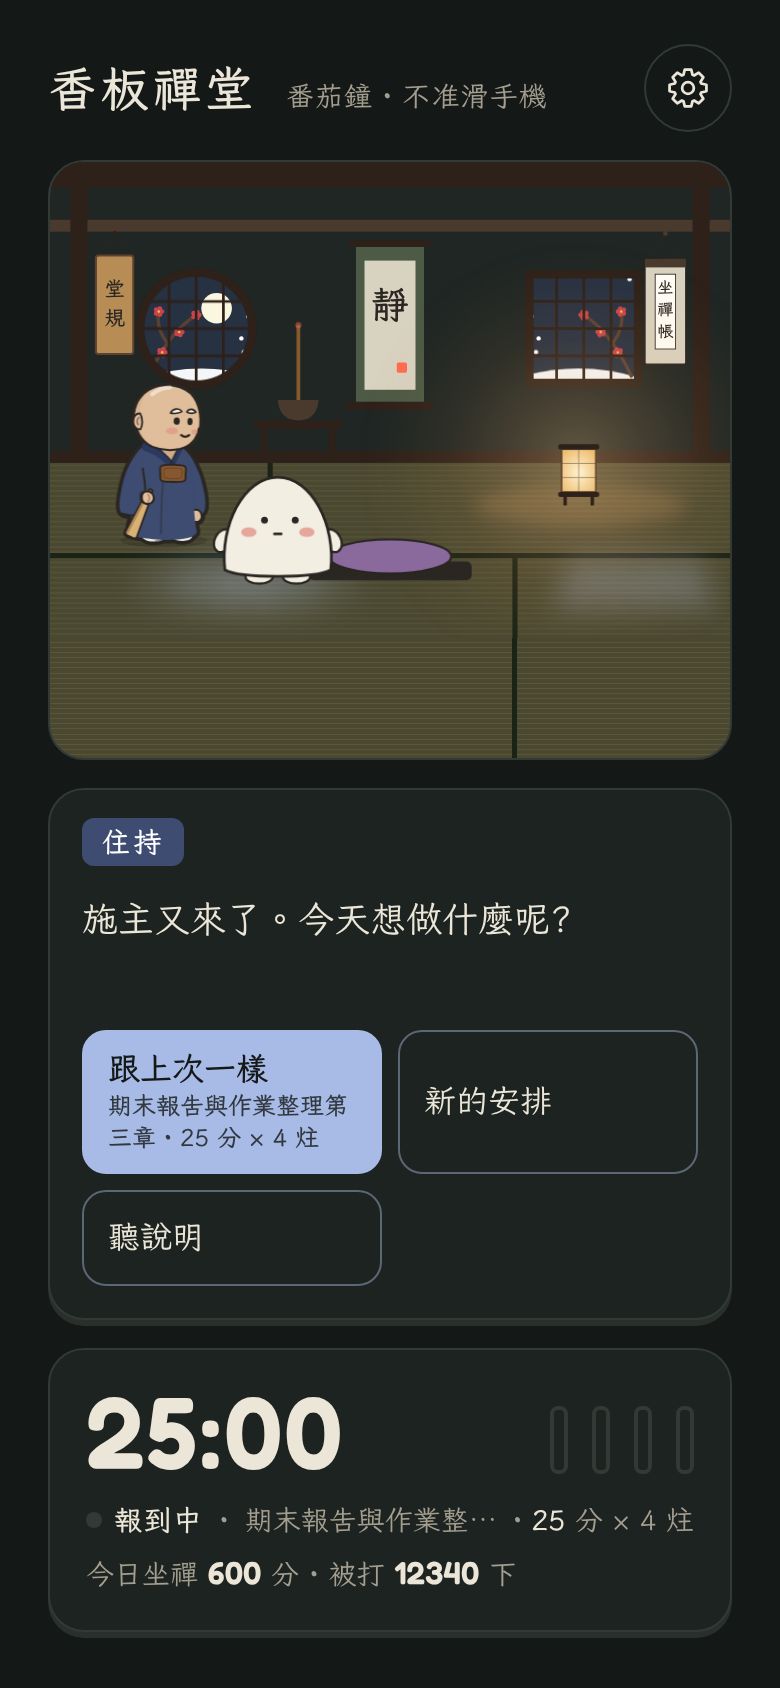 香板禪堂 番茄鐘・不准滑手機
堂規
靜
坐禪帳
住持
施主又來了。今天想做什麼呢？
跟上次一樣
期末報告與作業整理第
三章・25 分 × 4 炷
新的安排
聽說明
25:00
報到中 ・ 期末報告與作業整… ・25 分 × 4 炷
今日坐禪 600 分・被打 12340 下